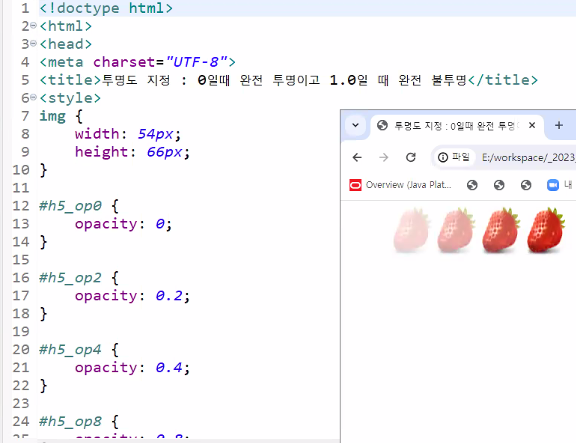 1 <!doctype html>
2 <html>
3 <head>
4 <meta charset="UTF-8">
5 <title>투명도 지정 : 0일때 완전 투명이고 1.0일 때 완전 불투명</title>
6 <style>
7 img {
8 width: 54px;
9 height: 66px;
10 }
11
12 #h5_op0 {
13 opacity: 0;
14 }
15
16 #h5_op2 {
17 opacity: 0.2;
18 }
19
20 #h5_op4 {
21 opacity: 0.4;
22 }
23
24 #h5_op8 {
25 opacity: 0.8;
투명도 지정 : 0일때 완전 투명
파일 E:/workspace/_2023_
Overview (Java Plat...
내